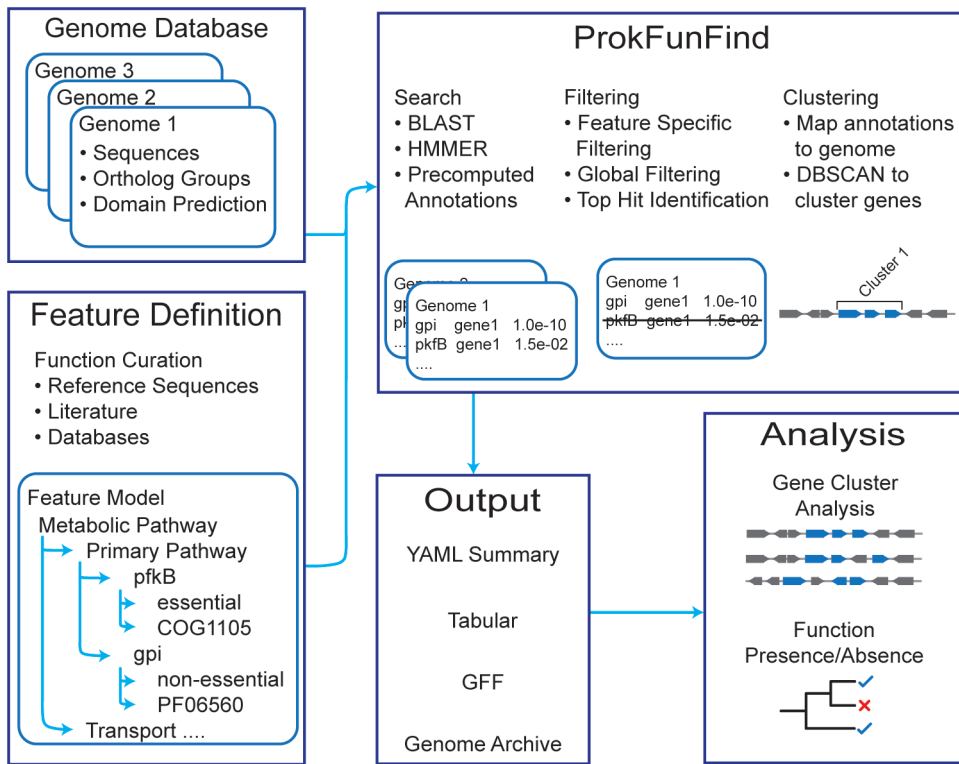 Genome Database
Genome 3
Genome 2
Genome 1
• Sequences
• Ortholog Groups
• Domain Prediction
Feature Definition
Function Curation
• Reference Sequences
• Literature
• Databases
Feature Model
Metabolic Pathway
Primary Pathway
pfkB
essential
COG1105
gpi
non-essential
PF06560
Transport ....
ProkFunFind
Search
• BLAST
• HMMER
• Precomputed
Annotations
Filtering
• Feature Specific
Filtering
• Global Filtering
• Top Hit Identification
Clustering
• Map annotations
to genome
• DBSCAN to
cluster genes
Genome 1
gpi gene1 1.0e-10
pkfB gene1 1.5e-02
....
Genome 1
gpi gene1 1.0e-10
pkfB gene1 1.5e-02
....
Cluster 1
Output
YAML Summary
Tabular
GFF
Genome Archive
Analysis
Gene Cluster
Analysis
Function
Presence/Absence